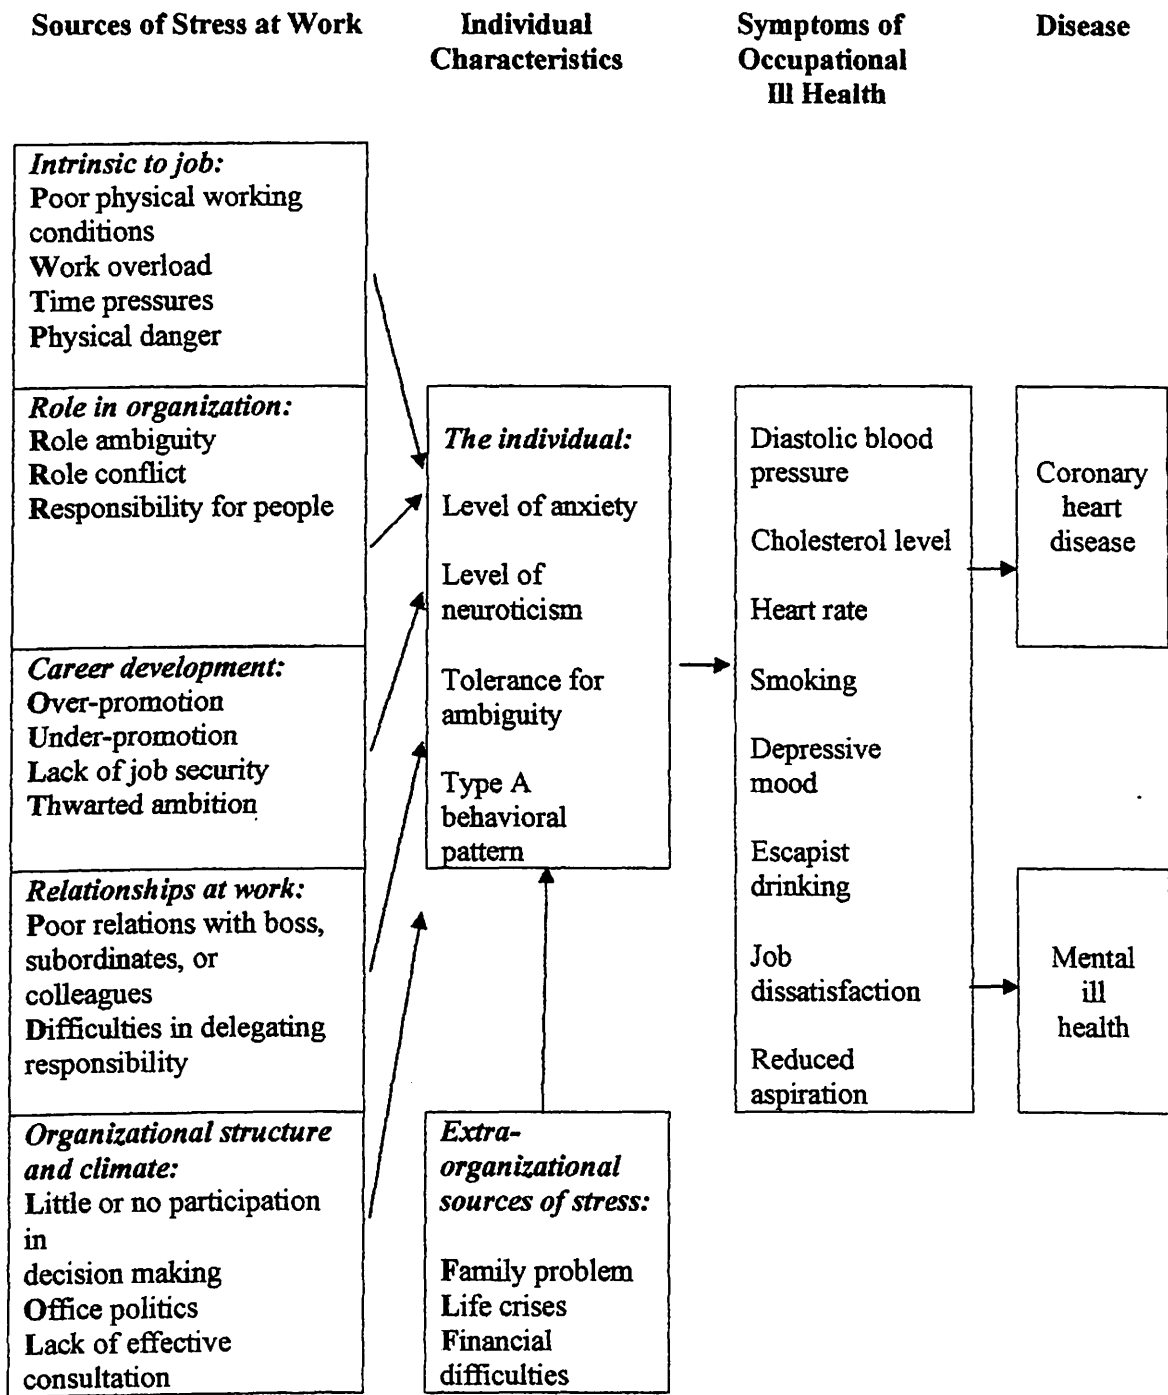 Sources of Stress at Work
Individual
Characteristics
Symptoms of
Occupational
Ill Health
Disease
Intrinsic to job:
Poor physical working
conditions
Work overload
Time pressures
Physical danger
Role in organization:
Role ambiguity
Role conflict
Responsibility for people
Career development:
Over-promotion
Under-promotion
Lack of job security
Thwarted ambition
Relationships at work:
Poor relations with boss,
subordinates, or
colleagues
Difficulties in delegating
responsibility
Organizational structure
and climate:
Little or no participation
in
decision making
Office politics
Lack of effective
consultation
The individual:
Level of anxiety
Level of
neuroticism
Tolerance for
ambiguity
Type A
behavioral
pattern
Extra-
organizational
sources of stress:
Family problem
Life crises
Financial
difficulties
Diastolic blood
pressure
Cholesterol level
Heart rate
Smoking
Depressive
mood
Escapist
drinking
Job
dissatisfaction
Reduced
aspiration
Coronary
heart
disease
Mental
ill
health